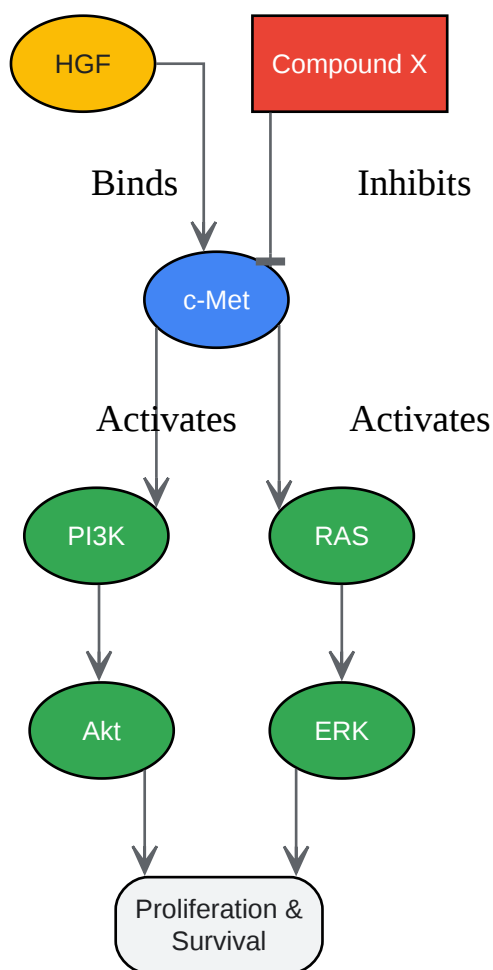 HGF
Compound X
Binds
Inhibits
c-Met
Activates
Activates
PI3K
RAS
Akt
ERK
Proliferation &
Survival